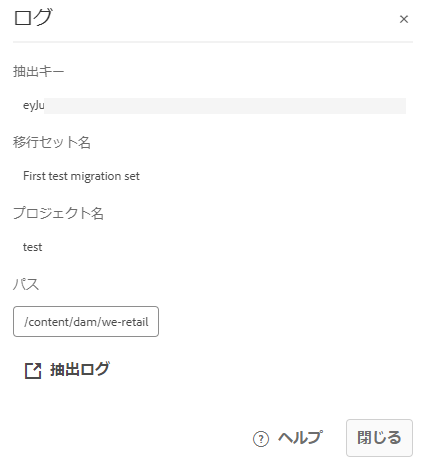 ログ
抽出キー
eyJu
移行セット名
First test migration set
プロジェクト名
test
パス
/content/dam/we-retail
抽出ログ
ヘルプ
閉じる